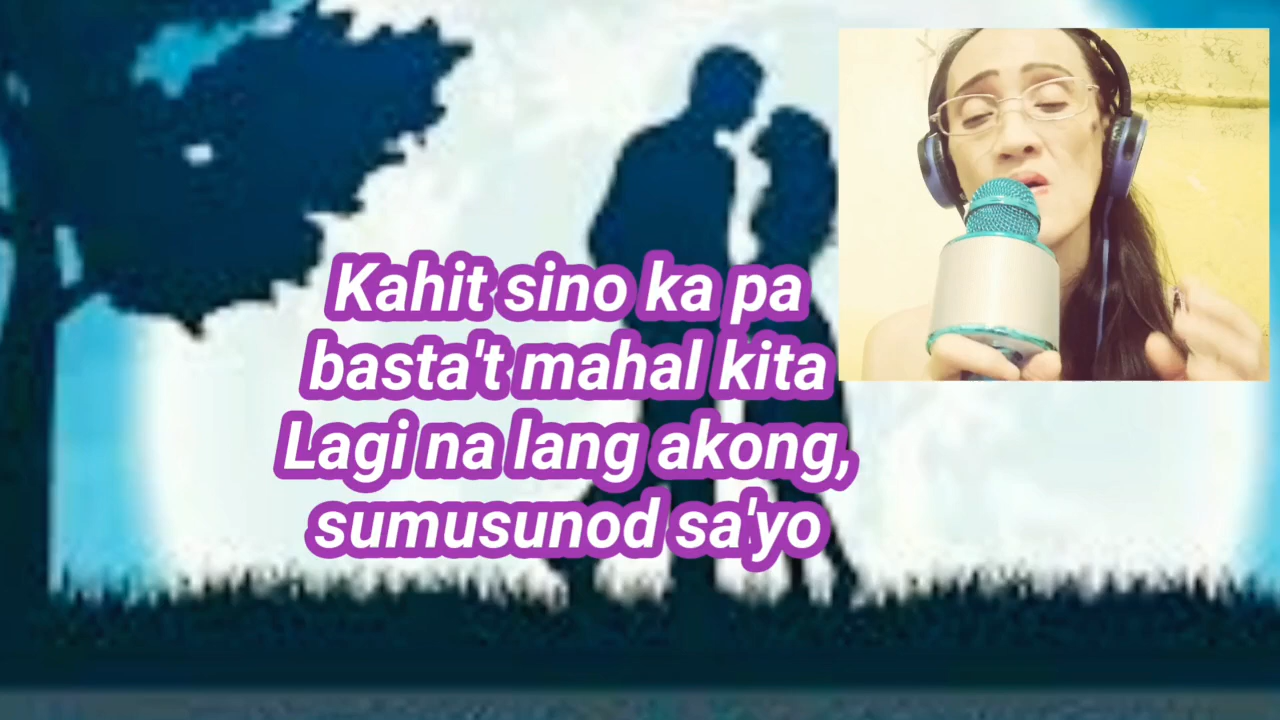 Kahit sino ka pa
basta't mahal kita
Lagi na lang akong,
sumusunod sa'yo